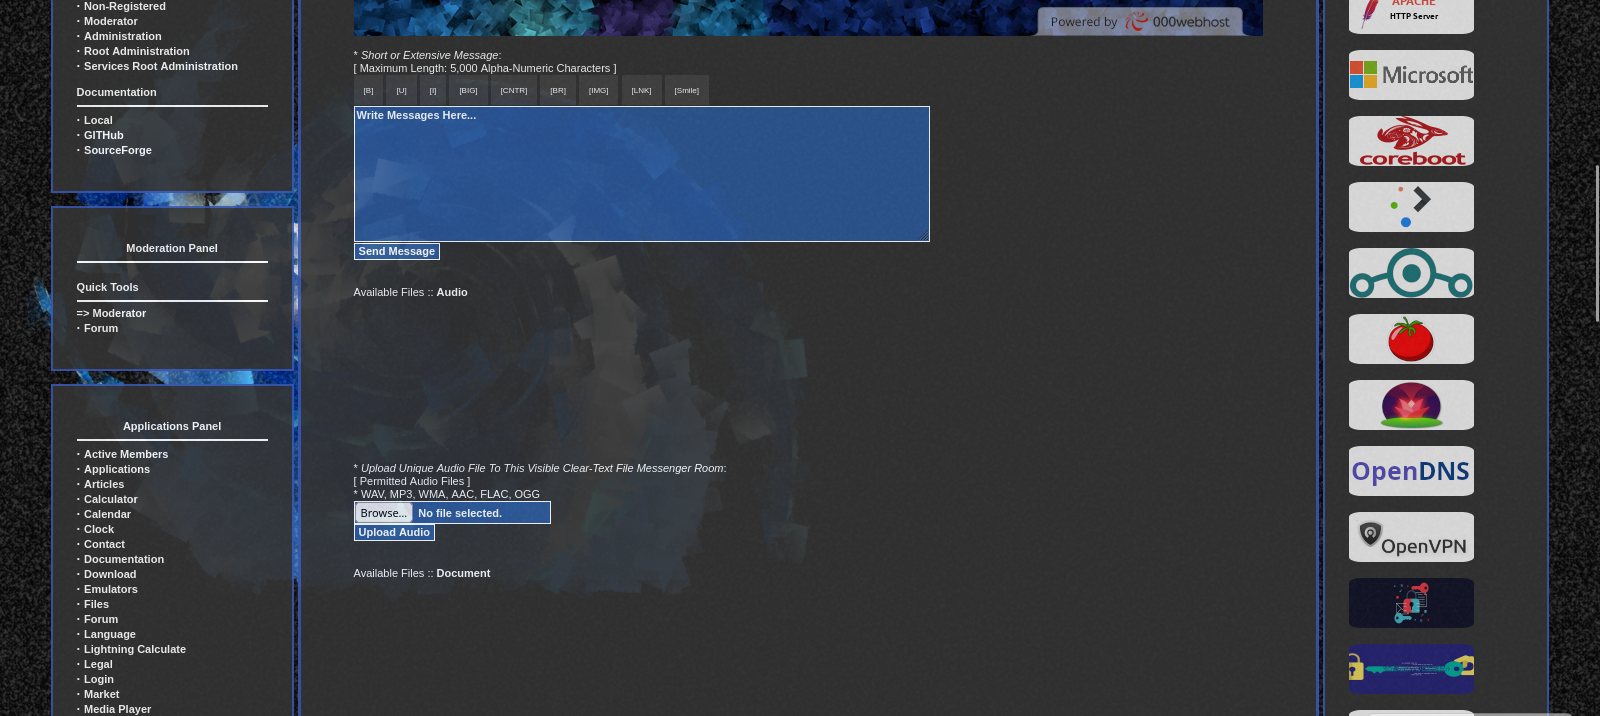 · Non-Registered
· Moderator
· Administration
· Root Administration
· Services Root Administration
Documentation
· Local
· GITHub
· SourceForge
Moderation Panel
Quick Tools
=> Moderator
· Forum
Applications Panel
· Active Members
· Applications
· Articles
· Calculator
· Calendar
· Clock
· Contact
· Documentation
· Download
· Emulators
· Files
· Forum
· Language
· Lightning Calculate
· Legal
· Login
· Market
· Media Player
Powered by 000webhost
* Short or Extensive Message:
[ Maximum Length: 5,000 Alpha-Numeric Characters ]
[B] [U] [I] [BIG] [CNTR] [BR] [IMG] [LNK] [Smile]
Write Messages Here...
Send Message
Available Files :: Audio
* Upload Unique Audio File To This Visible Clear-Text File Messenger Room:
[ Permitted Audio Files ]
* WAV, MP3, WMA, AAC, FLAC, OGG
Browse... No file selected.
Upload Audio
Available Files :: Document
APACHE
HTTP Server
Microsoft
coreboot
OpenDNS
OpenVPN